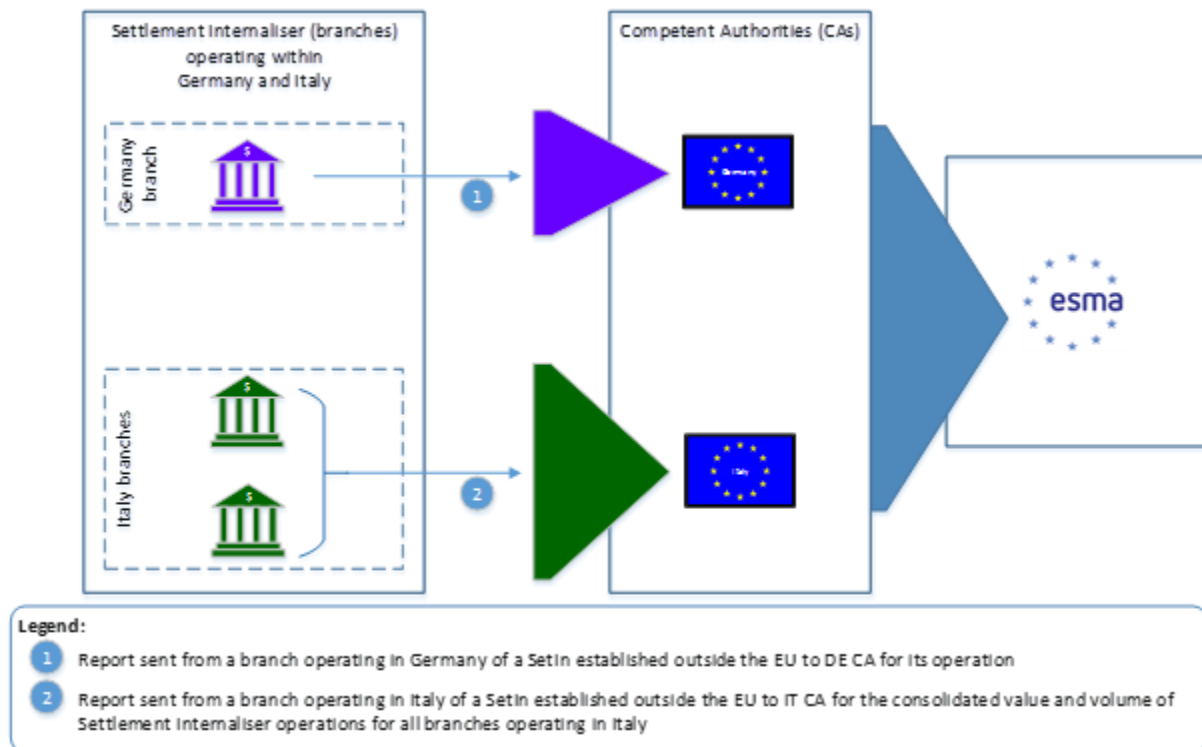 Settlement Internaliser (branches)
operating within
Germany and Italy
Competent Authorities (CAs)
Germany
branch
$
1
Germany
esma
Italy branches
$
$
2
Italy
Legend:
1 Report sent from a branch operating in Germany of a SetIn established outside the EU to DE CA for its operation
2 Report sent from a branch operating in Italy of a SetIn established outside the EU to IT CA for the consolidated value and volume of
Settlement Internaliser operations for all branches operating in Italy